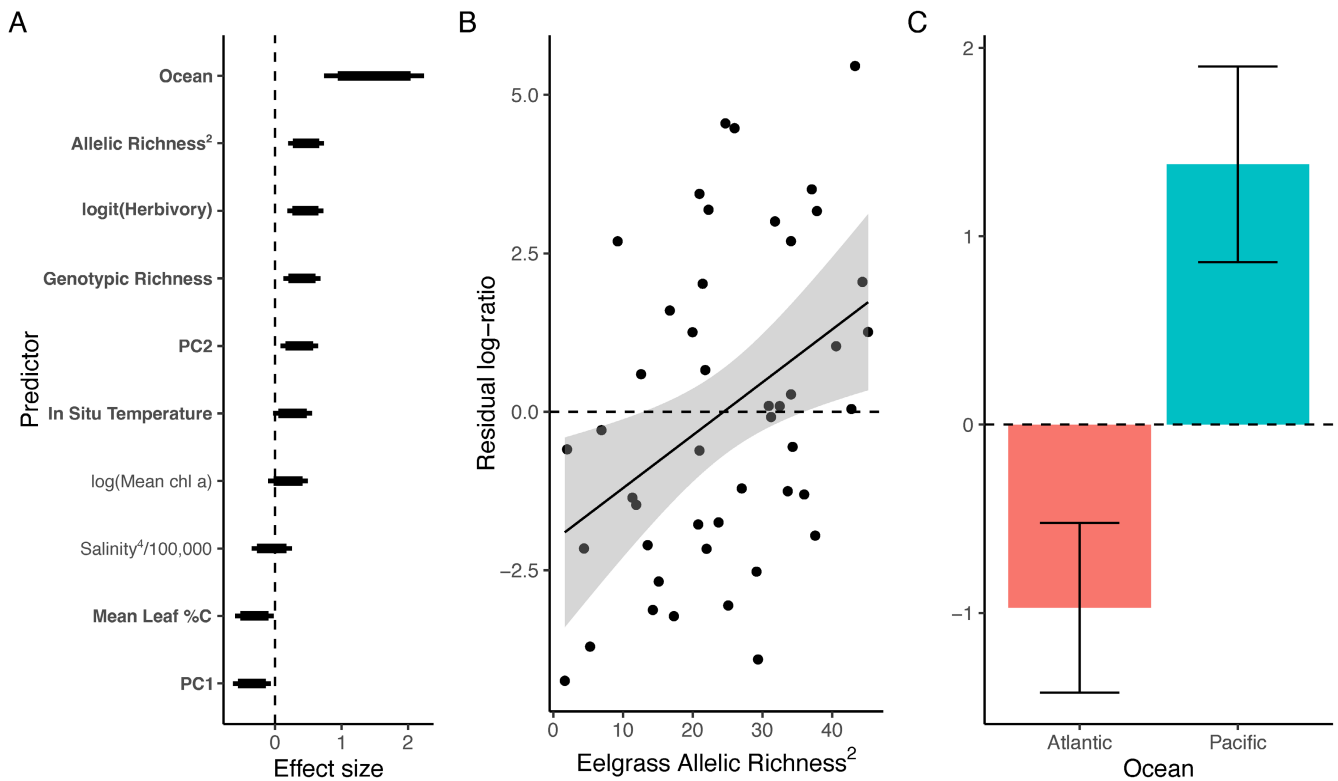 A
Predictor
Ocean
Allelic Richness²
logit(Herbivory)
Genotypic Richness
PC2
In Situ Temperature
log(Mean chl a)
Salinity⁴/100,000
Mean Leaf %C
PC1
0 1 2
Effect size
B
Residual log−ratio
5.0
2.5
0.0
−2.5
0 10 20 30 40
Eelgrass Allelic Richness²
C
2
1
0
−1
Atlantic Pacific
Ocean